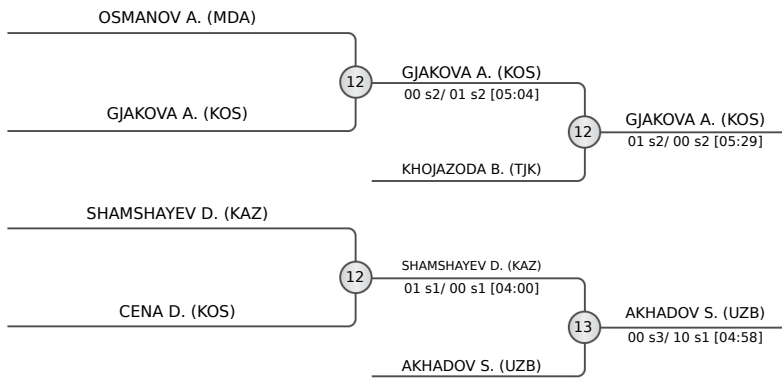 OSMANOV A. (MDA)
12
GJAKOVA A. (KOS)
GJAKOVA A. (KOS)
00 s2/ 01 s2 [05:04]
12
GJAKOVA A. (KOS)
01 s2/ 00 s2 [05:29]
KHOJAZODA B. (TJK)
SHAMSHAYEV D. (KAZ)
12
CENA D. (KOS)
SHAMSHAYEV D. (KAZ)
01 s1/ 00 s1 [04:00]
13
AKHADOV S. (UZB)
00 s3/ 10 s1 [04:58]
AKHADOV S. (UZB)